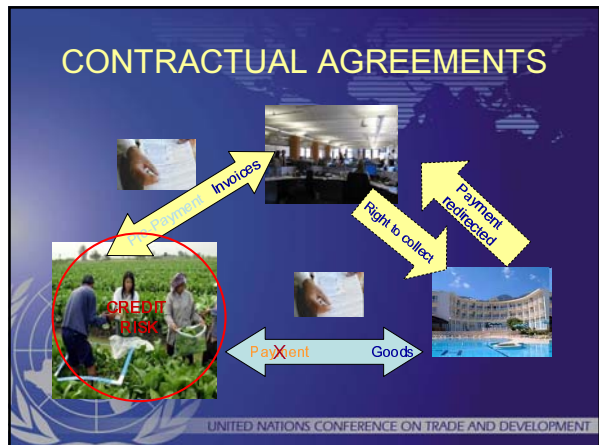 CONTRACTUAL AGREEMENTS
Pre-Payment Invoices
Payment
redirected
Right to collect
CREDIT
RISK
Payment
X
Goods
UNITED NATIONS CONFERENCE ON TRADE AND DEVELOPMENT